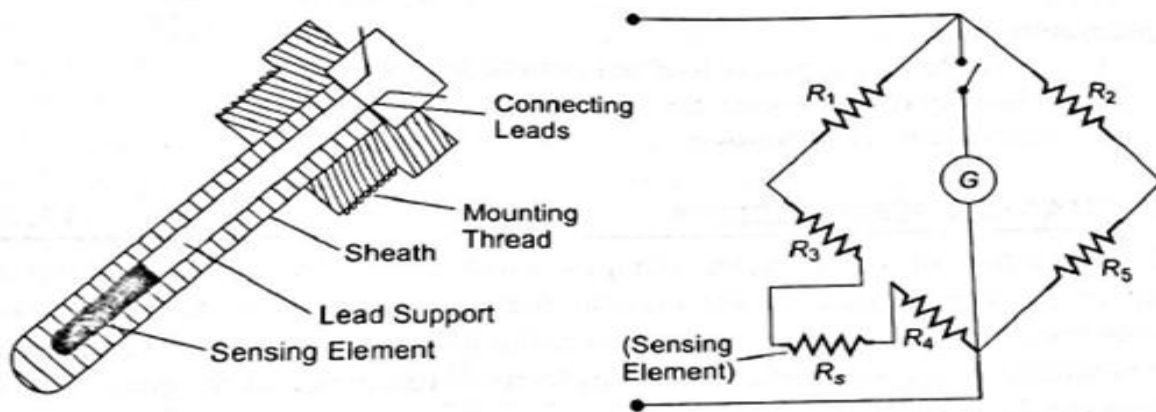 Connecting
Leads
Mounting
Thread
Sheath
Lead Support
Sensing Element
R1
R2
G
R3
R5
R4
(Sensing
Element)
Rs